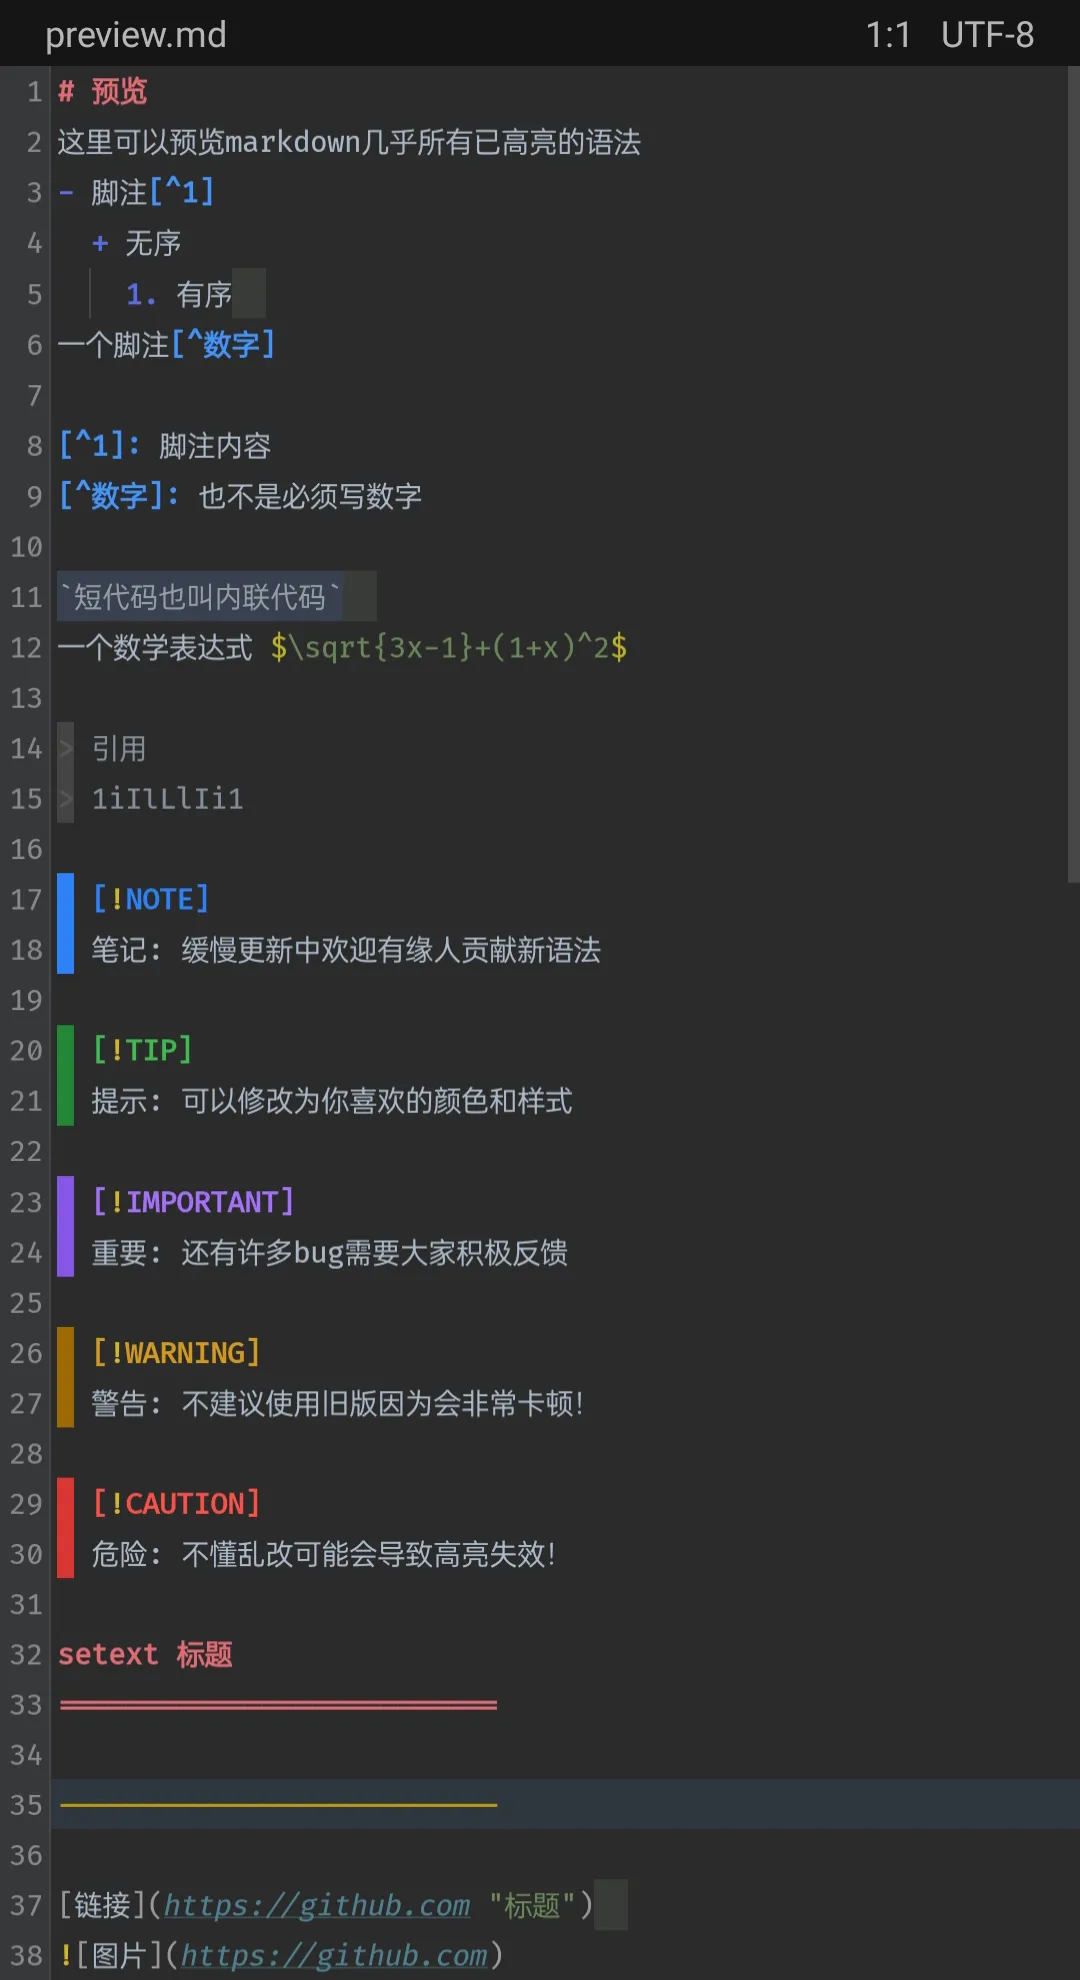 preview.md 1:1 UTF-8
1 # 预览
2 这里可以预览markdown几乎所有已高亮的语法
3 - 脚注[^1]
4 + 无序
5 1. 有序
6 一个脚注[^数字]
7
8 [^1]: 脚注内容
9 [^数字]: 也不是必须写数字
10
11 `短代码也叫内联代码`
12 一个数学表达式 $\sqrt{3x-1}+(1+x)^2$
13
14 > 引用
15 > 1iIlLlIi1
16
17 [!NOTE]
18 笔记: 缓慢更新中欢迎有缘人贡献新语法
19
20 [!TIP]
21 提示: 可以修改为你喜欢的颜色和样式
22
23 [!IMPORTANT]
24 重要: 还有许多bug需要大家积极反馈
25
26 [!WARNING]
27 警告: 不建议使用旧版因为会非常卡顿!
28
29 [!CAUTION]
30 危险: 不懂乱改可能会导致高亮失效!
31
32 setext 标题
33
34
35
36
37 [链接](https://github.com "标题")
38 ![图片](https://github.com)